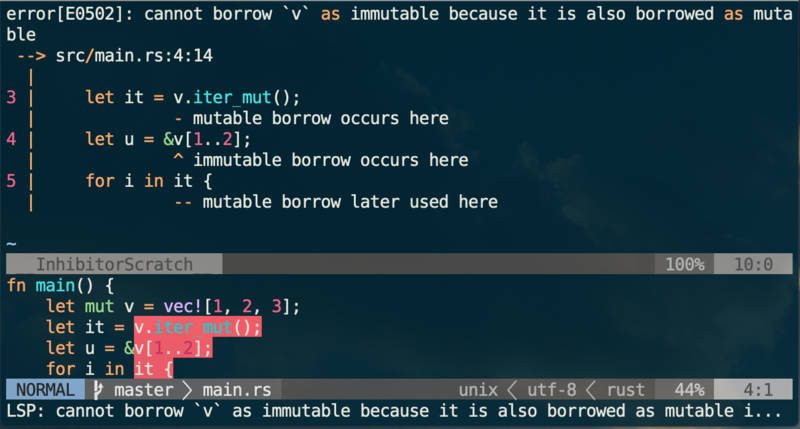 error[E0502]: cannot borrow `v` as immutable because it is also borrowed as muta
ble
 --> src/main.rs:4:14
  |
3 |     let it = v.iter_mut();
  |              - mutable borrow occurs here
4 |     let u = &v[1..2];
  |              ^ immutable borrow occurs here
5 |     for i in it {
  |              -- mutable borrow later used here
~
InhibitorScratch 100% 10:0
fn main() {
    let mut v = vec![1, 2, 3];
    let it = v.iter_mut();
    let u = &v[1..2];
    for i in it {
NORMAL master main.rs unix utf-8 rust 44% 4:1
LSP: cannot borrow `v` as immutable because it is also borrowed as mutable i...